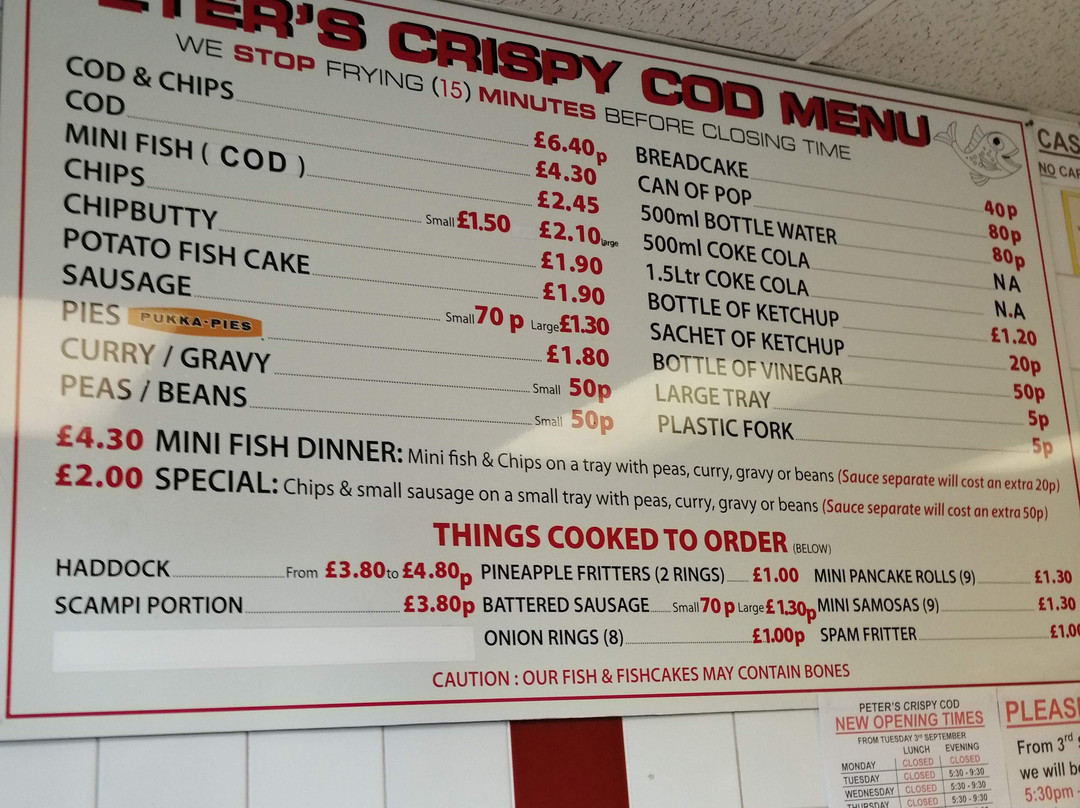 PETER'S CRISPY COD MENU
WE STOP FRYING (15) MINUTES BEFORE CLOSING TIME
COD & CHIPS £6.40p
COD £4.30
MINI FISH ( COD ) £2.45
CHIPS Small £1.50 £2.10 large
CHIPBUTTY £1.90
POTATO FISH CAKE £1.90
SAUSAGE Small 70 p Large £1.30
PIES PUKKA-PIES £1.80
CURRY / GRAVY Small 50p
PEAS / BEANS Small 50p
BREADCAKE 40p
CAN OF POP 80p
500ml BOTTLE WATER 80p
500ml COKE COLA NA
1.5Ltr COKE COLA N.A
BOTTLE OF KETCHUP £1.20
SACHET OF KETCHUP 20p
BOTTLE OF VINEGAR 50p
LARGE TRAY 5p
PLASTIC FORK 5p
£4.30 MINI FISH DINNER: Mini fish & Chips on a tray with peas, curry, gravy or beans (Sauce separate will cost an extra 20p)
£2.00 SPECIAL: Chips & small sausage on a small tray with peas, curry, gravy or beans (Sauce separate will cost an extra 50p)
THINGS COOKED TO ORDER (BELOW)
HADDOCK From £3.80 to £4.80p
SCAMPI PORTION £3.80p
PINEAPPLE FRITTERS (2 RINGS) £1.00
BATTERED SAUSAGE Small 70 p Large £1.30p
ONION RINGS (8) £1.00p
MINI PANCAKE ROLLS (9) £1.30
MINI SAMOSAS (9) £1.30
SPAM FRITTER £1.00
CAUTION : OUR FISH & FISHCAKES MAY CONTAIN BONES
CAS
NO CAR
PETER'S CRISPY COD
NEW OPENING TIMES
FROM TUESDAY 3rd SEPTEMBER
LUNCH EVENING
MONDAY CLOSED CLOSED
TUESDAY CLOSED 5:30 - 9:30
WEDNESDAY CLOSED 5:30 - 9:30
THURSDAY CLOSED 5:30 - 9:30
PLEAS
From 3rd
we will be
5:30pm